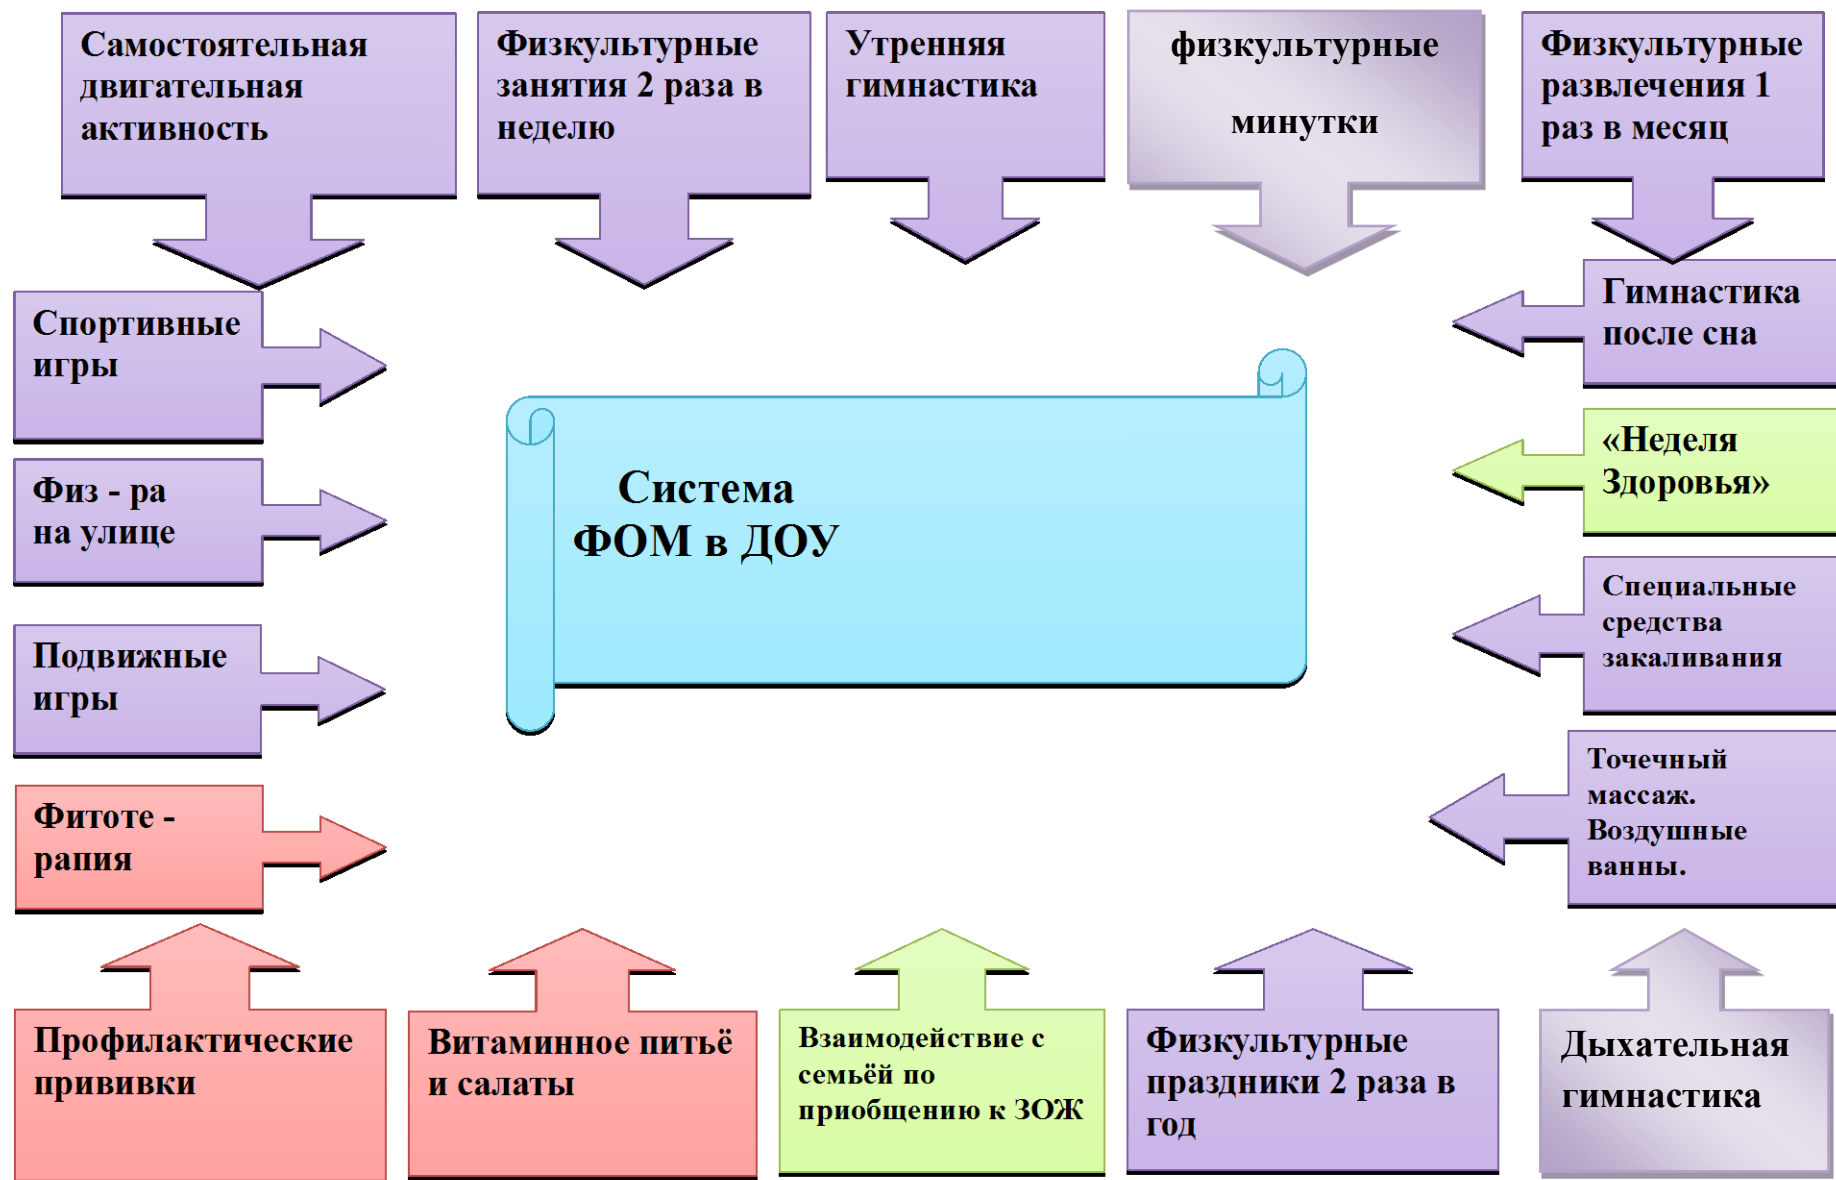 Самостоятельная
двигательная
активность
Физкультурные
занятия 2 раза в
неделю
Утренняя
гимнастика
физкультурные
минутки
Физкультурные
развлечения 1
раз в месяц
Спортивные
игры
Физ - ра
на улице
Подвижные
игры
Фитоте -
рапия
Система
ФОМ в ДОУ
Гимнастика
после сна
«Неделя
Здоровья»
Специальные
средства
закаливания
Точечный
массаж.
Воздушные
ванны.
Профилактические
прививки
Витаминное питьё
и салаты
Взаимодействие с
семьёй по
приобщению к ЗОЖ
Физкультурные
праздники 2 раза в
год
Дыхательная
гимнастика